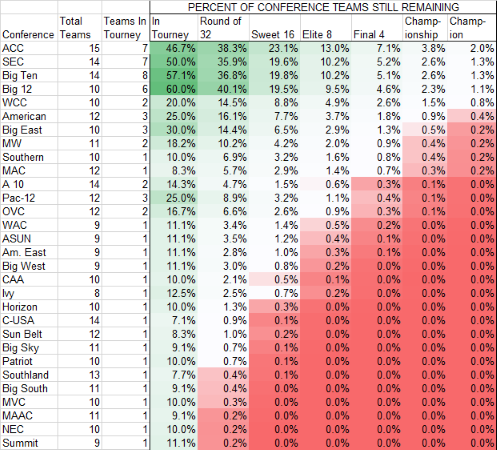 PERCENT OF CONFERENCE TEAMS STILL REMAINING
Total Teams In In Round of Champ- Champ-
Conference Teams Tourney Tourney 32 Sweet 16 Elite 8 Final 4 ionship ion
ACC 15 7 46.7% 38.3% 23.1% 13.0% 7.1% 3.8% 2.0%
SEC 14 7 50.0% 35.9% 19.6% 10.2% 5.2% 2.6% 1.3%
Big Ten 14 8 57.1% 36.8% 19.8% 10.2% 5.1% 2.6% 1.3%
Big 12 10 6 60.0% 40.1% 19.5% 9.5% 4.6% 2.3% 1.1%
WCC 10 2 20.0% 14.5% 8.8% 4.9% 2.6% 1.5% 0.8%
American 12 3 25.0% 16.1% 7.7% 3.7% 1.8% 0.9% 0.4%
Big East 10 3 30.0% 14.4% 6.5% 2.9% 1.3% 0.5% 0.2%
MW 11 2 18.2% 10.2% 4.2% 2.0% 0.9% 0.4% 0.2%
Southern 10 1 10.0% 6.9% 3.2% 1.6% 0.8% 0.4% 0.2%
MAC 12 1 8.3% 5.7% 2.9% 1.4% 0.7% 0.3% 0.2%
A 10 14 2 14.3% 4.7% 1.5% 0.6% 0.3% 0.1% 0.0%
Pac-12 12 3 25.0% 8.9% 3.2% 1.1% 0.4% 0.1% 0.0%
OVC 12 2 16.7% 6.6% 2.6% 0.9% 0.3% 0.1% 0.0%
WAC 9 1 11.1% 3.4% 1.4% 0.5% 0.2% 0.0% 0.0%
ASUN 9 1 11.1% 3.5% 1.2% 0.4% 0.1% 0.0% 0.0%
Am. East 9 1 11.1% 2.8% 1.0% 0.3% 0.1% 0.0% 0.0%
Big West 9 1 11.1% 3.0% 0.8% 0.2% 0.0% 0.0% 0.0%
CAA 10 1 10.0% 2.1% 0.5% 0.1% 0.0% 0.0% 0.0%
Ivy 8 1 12.5% 2.5% 0.7% 0.2% 0.0% 0.0% 0.0%
Horizon 10 1 10.0% 1.3% 0.3% 0.0% 0.0% 0.0% 0.0%
C-USA 14 1 7.1% 0.9% 0.1% 0.0% 0.0% 0.0% 0.0%
Sun Belt 12 1 8.3% 1.0% 0.2% 0.0% 0.0% 0.0% 0.0%
Big Sky 11 1 9.1% 0.7% 0.1% 0.0% 0.0% 0.0% 0.0%
Patriot 10 1 10.0% 0.7% 0.1% 0.0% 0.0% 0.0% 0.0%
Southland 13 1 7.7% 0.4% 0.1% 0.0% 0.0% 0.0% 0.0%
Big South 11 1 9.1% 0.4% 0.0% 0.0% 0.0% 0.0% 0.0%
MVC 10 1 10.0% 0.3% 0.0% 0.0% 0.0% 0.0% 0.0%
MAAC 11 1 9.1% 0.2% 0.0% 0.0% 0.0% 0.0% 0.0%
NEC 10 1 10.0% 0.2% 0.0% 0.0% 0.0% 0.0% 0.0%
Summit 9 1 11.1% 0.2% 0.0% 0.0% 0.0% 0.0% 0.0%